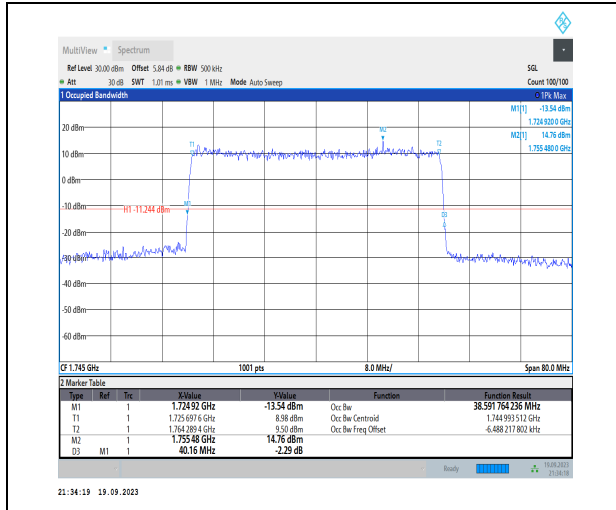 MultiView Spectrum
Ref Level 30.00 dBm Offset 5.84 dB RBW 500 kHz SGL
Att 30 dB SWT 1.01 ms VBW 1 MHz Mode Auto Sweep Count 100/100
1 Occupied Bandwidth 1Pk Max
M1[1] -13.54 dBm
1.724 920 0 GHz
M2[1] 14.76 dBm
1.755 480 0 GHz
20 dBm
M2
T1 T2
10 dBm
0 dBm
-10 dBm
M1
H1 -11.244 dBm
D3
-20 dBm
-30 dBm
-40 dBm
-50 dBm
-60 dBm
CF 1.745 GHz 1001 pts 8.0 MHz/ Span 80.0 MHz
2 Marker Table
Type Ref Trc X-Value Y-Value Function Function Result
M1 1 1.724 92 GHz -13.54 dBm Occ Bw 38.591 764 236 MHz
T1 1 1.725 697 6 GHz 8.98 dBm Occ Bw Centroid 1.744 993 512 GHz
T2 1 1.764 289 4 GHz 9.50 dBm Occ Bw Freq Offset -6.488 217 802 kHz
M2 1 1.755 48 GHz 14.76 dBm
D3 M1 1 40.16 MHz -2.29 dB
Ready 19.09.2023
21:34:18
21:34:19 19.09.2023